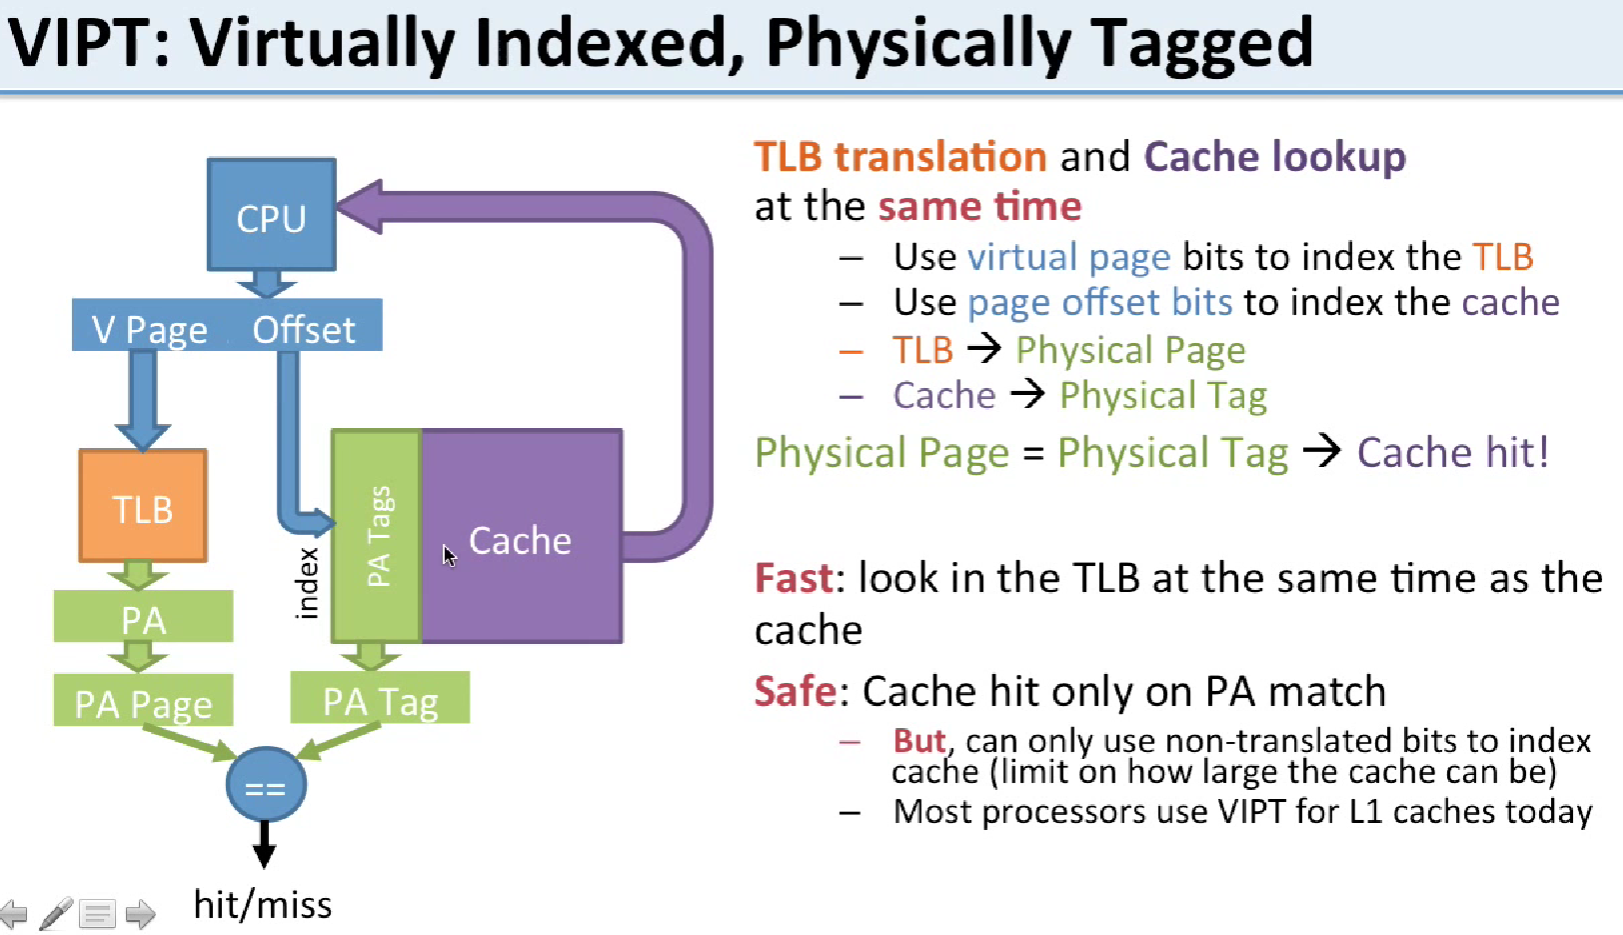 VIPT: Virtually Indexed, Physically Tagged
CPU
V Page Offset
TLB
index
PA Tags
Cache
PA
PA Page
PA Tag
==
hit/miss
TLB translation and Cache lookup
at the same time
– Use virtual page bits to index the TLB
– Use page offset bits to index the cache
– TLB → Physical Page
– Cache → Physical Tag
Physical Page = Physical Tag → Cache hit!
Fast: look in the TLB at the same time as the
cache
Safe: Cache hit only on PA match
– But, can only use non-translated bits to index
cache (limit on how large the cache can be)
– Most processors use VIPT for L1 caches today